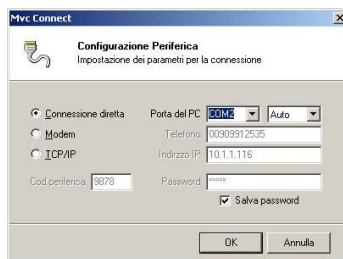 Mvc Connect
Configurazione Periferica
Impostazione dei parametri per la connessione
Connessione diretta Porta del PC COM2 Auto
Modem Telefono 00909912535
TCP/IP Indirizzo IP 10.1.1.116
Cod.periferica 9878 Password *****
Salva password
OK Annulla